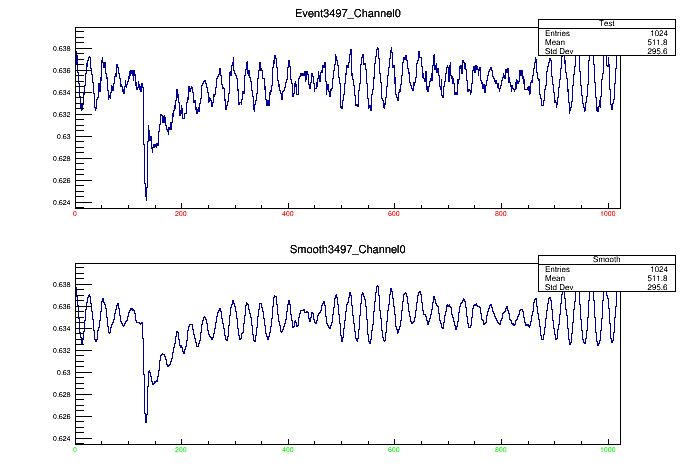 Event3497_Channel0
Test
Entries 1024
Mean 511.8
Std Dev 295.6
0.638
0.636
0.634
0.632
0.63
0.628
0.626
0.624
0 200 400 600 800 1000
Smooth3497_Channel0
Smooth
Entries 1024
Mean 511.8
Std Dev 295.6
0.638
0.636
0.634
0.632
0.63
0.628
0.626
0.624
0 200 400 600 800 1000